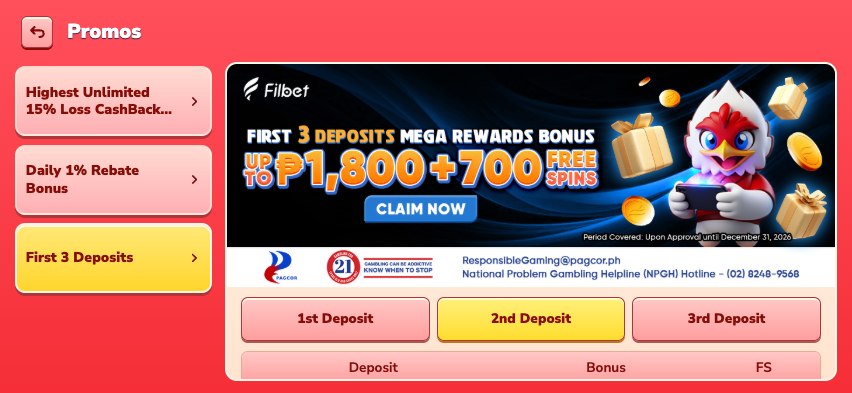 Promos
Highest Unlimited
15% Loss CashBack...
Daily 1% Rebate
Bonus
First 3 Deposits
Filbet
FIRST 3 DEPOSITS MEGA REWARDS BONUS
UP TO ₱1,800+700 FREE SPINS
CLAIM NOW
Period Covered: Upon Approval until December 31, 2026
PAGCOR
21
GAMBLING CAN BE ADDICTIVE
KNOW WHEN TO STOP
ResponsibleGaming@pagcor.ph
National Problem Gambling Helpline (NPGH) Hotline - (02) 8248-9568
1st Deposit
2nd Deposit
3rd Deposit
Deposit Bonus FS